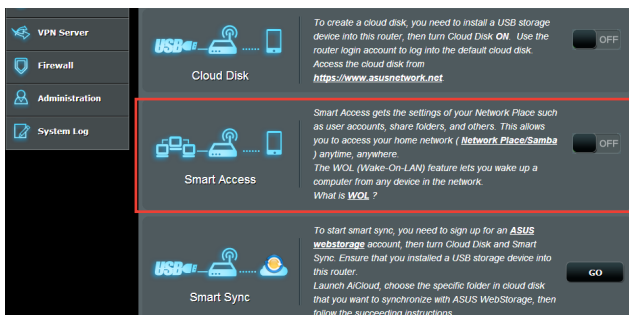 VPN Server
Firewall
Administration
System Log
USB
Cloud Disk
To create a cloud disk, you need to install a USB storage
device into this router, then turn Cloud Disk ON. Use the
router login account to log into the default cloud disk.
Access the cloud disk from
https://www.asusnetwork.net.
OFF
Smart Access
Smart Access gets the settings of your Network Place such
as user accounts, share folders, and others. This allows
you to access your home network ( Network Place/Samba
) anytime, anywhere.
The WOL (Wake-On-LAN) feature lets you wake up a
computer from any device in the network.
What is WOL ?
OFF
USB
Smart Sync
To start smart sync, you need to sign up for an ASUS
webstorage account, then turn Cloud Disk and Smart
Sync. Ensure that you installed a USB storage device into
this router.
Launch AiCloud, choose the specific folder in cloud disk
that you want to synchronize with ASUS WebStorage, then
follow the succeeding instructions.
GO